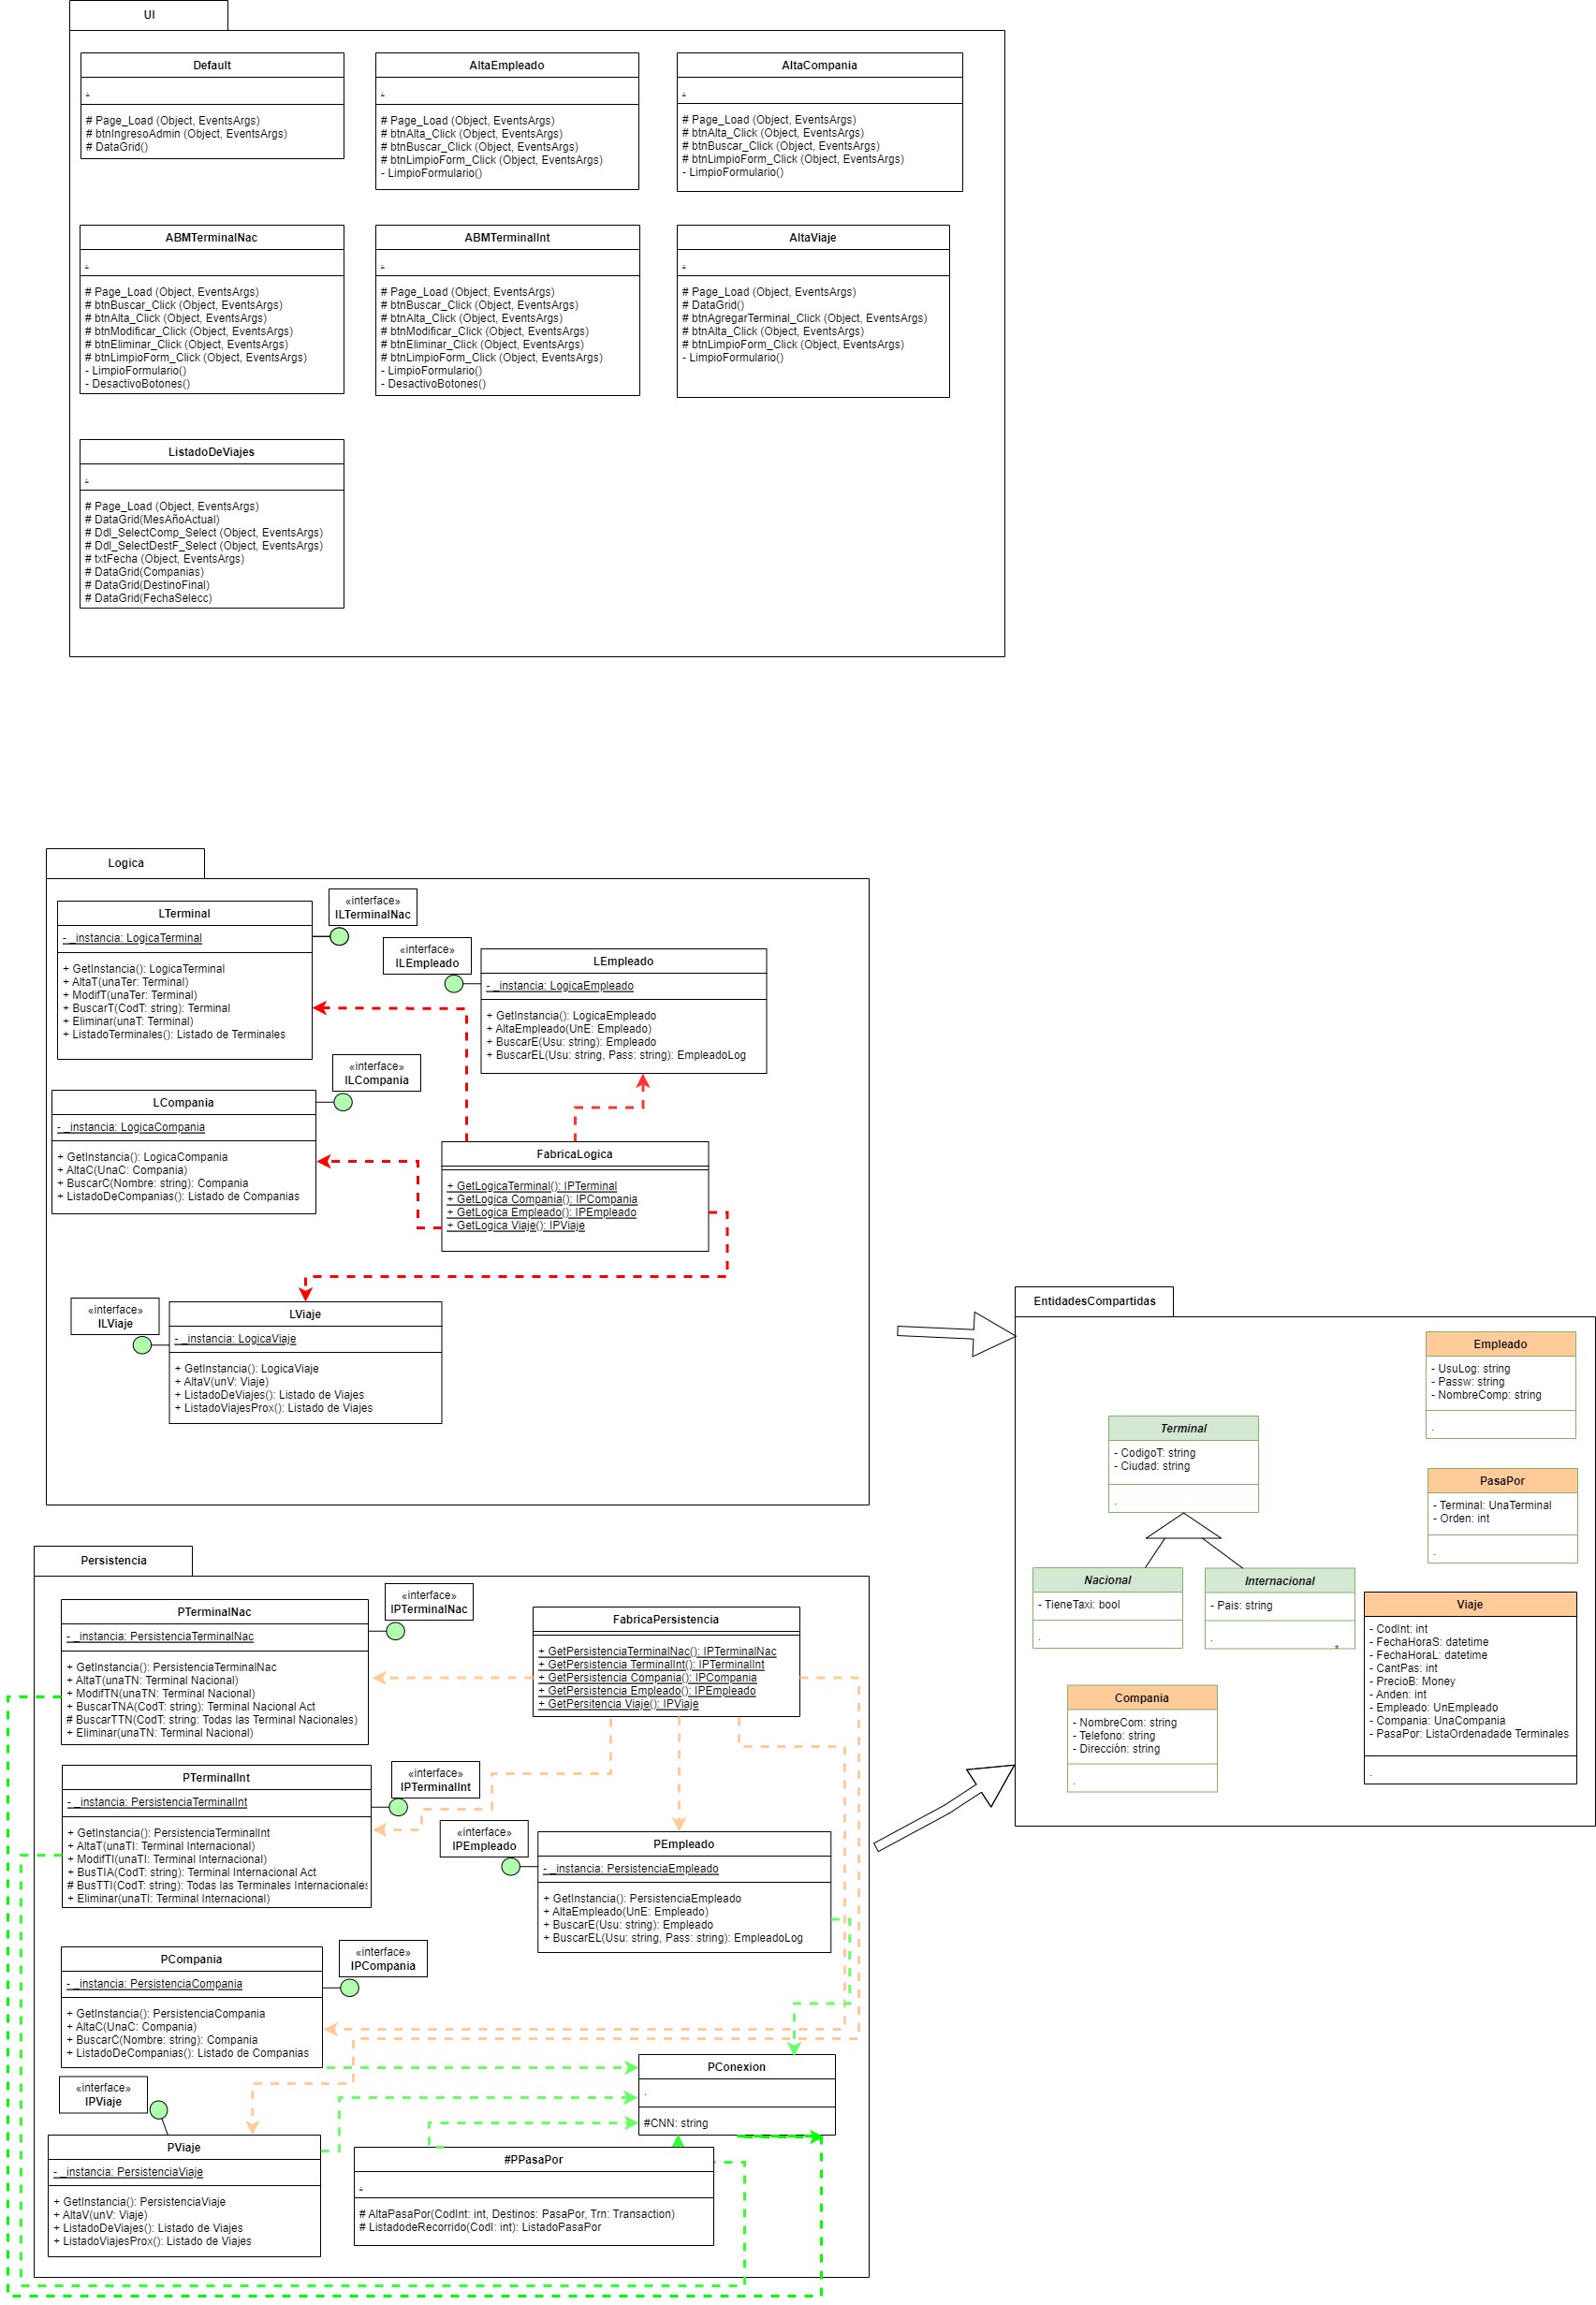 UI
Default
.
# Page_Load (Object, EventsArgs)
# btnIngresoAdmin (Object, EventsArgs)
# DataGrid()
AltaEmpleado
.
# Page_Load (Object, EventsArgs)
# btnAlta_Click (Object, EventsArgs)
# btnBuscar_Click (Object, EventsArgs)
# btnLimpioForm_Click (Object, EventsArgs)
- LimpioFormulario()
AltaCompania
.
# Page_Load (Object, EventsArgs)
# btnAlta_Click (Object, EventsArgs)
# btnBuscar_Click (Object, EventsArgs)
# btnLimpioForm_Click (Object, EventsArgs)
- LimpioFormulario()
ABMTerminalNac
.
# Page_Load (Object, EventsArgs)
# btnBuscar_Click (Object, EventsArgs)
# btnAlta_Click (Object, EventsArgs)
# btnModificar_Click (Object, EventsArgs)
# btnEliminar_Click (Object, EventsArgs)
# btnLimpioForm_Click (Object, EventsArgs)
- LimpioFormulario()
- DesactivoBotones()
ABMTerminalInt
.
# Page_Load (Object, EventsArgs)
# btnBuscar_Click (Object, EventsArgs)
# btnAlta_Click (Object, EventsArgs)
# btnModificar_Click (Object, EventsArgs)
# btnEliminar_Click (Object, EventsArgs)
# btnLimpioForm_Click (Object, EventsArgs)
- LimpioFormulario()
- DesactivoBotones()
AltaViaje
.
# Page_Load (Object, EventsArgs)
# DataGrid()
# btnAgregarTerminal_Click (Object, EventsArgs)
# btnAlta_Click (Object, EventsArgs)
# btnLimpioForm_Click (Object, EventsArgs)
- LimpioFormulario()
ListadoDeViajes
.
# Page_Load (Object, EventsArgs)
# DataGrid(MesAñoActual)
# Ddl_SelectComp_Select (Object, EventsArgs)
# Ddl_SelectDestF_Select (Object, EventsArgs)
# txtFecha (Object, EventsArgs)
# DataGrid(Companias)
# DataGrid(DestinoFinal)
# DataGrid(FechaSelecc)
Logica
LTerminal
- _instancia: LogicaTerminal
+ GetInstancia(): LogicaTerminal
+ AltaT(unaTer: Terminal)
+ ModifT(unaTer: Terminal)
+ BuscarT(CodT: string): Terminal
+ Eliminar(unaT: Terminal)
+ ListadoTerminales(): Listado de Terminales
«interface»
ILTerminalNac
«interface»
ILEmpleado
LEmpleado
- _instancia: LogicaEmpleado
+ GetInstancia(): LogicaEmpleado
+ AltaEmpleado(UnE: Empleado)
+ BuscarE(Usu: string): Empleado
+ BuscarEL(Usu: string, Pass: string): EmpleadoLog
«interface»
ILCompania
LCompania
- _instancia: LogicaCompania
+ GetInstancia(): LogicaCompania
+ AltaC(UnaC: Compania)
+ BuscarC(Nombre: string): Compania
+ ListadoDeCompanias(): Listado de Companias
FabricaLogica
+ GetLogicaTerminal(): IPTerminal
+ GetLogica Compania(): IPCompania
+ GetLogica Empleado(): IPEmpleado
+ GetLogica Viaje(): IPViaje
«interface»
ILViaje
LViaje
- _instancia: LogicaViaje
+ GetInstancia(): LogicaViaje
+ AltaV(unV: Viaje)
+ ListadoDeViajes(): Listado de Viajes
+ ListadoViajesProx(): Listado de Viajes
EntidadesCompartidas
Empleado
- UsuLog: string
- Passw: string
- NombreComp: string
.
Terminal
- CodigoT: string
- Ciudad: string
.
PasaPor
- Terminal: UnaTerminal
- Orden: int
.
Nacional
- TieneTaxi: bool
.
Internacional
- Pais: string
.
*
Viaje
- CodInt: int
- FechaHoraS: datetime
- FechaHoraL: datetime
- CantPas: int
- PrecioB: Money
- Anden: int
- Empleado: UnEmpleado
- Compania: UnaCompania
- PasaPor: ListaOrdenadade Terminales
.
Compania
- NombreCom: string
- Telefono: string
- Dirección: string
.
Persistencia
PTerminalNac
- _instancia: PersistenciaTerminalNac
+ GetInstancia(): PersistenciaTerminalNac
+ AltaT(unaTN: Terminal Nacional)
+ ModifTN(unaTN: Terminal Nacional)
+ BuscarTNA(CodT: string): Terminal Nacional Act
# BuscarTTN(CodT: string: Todas las Terminal Nacionales)
+ Eliminar(unaTN: Terminal Nacional)
«interface»
IPTerminalNac
FabricaPersistencia
+ GetPersistenciaTerminalNac(): IPTerminalNac
+ GetPersistencia TerminalInt(): IPTerminalInt
+ GetPersistencia Compania(): IPCompania
+ GetPersistencia Empleado(): IPEmpleado
+ GetPersitencia Viaje(): IPViaje
PTerminalInt
- _instancia: PersistenciaTerminalInt
+ GetInstancia(): PersistenciaTerminalInt
+ AltaT(unaTI: Terminal Internacional)
+ ModifTI(unaTI: Terminal Internacional)
+ BusTIA(CodT: string): Terminal Internacional Act
# BusTTI(CodT: string): Todas las Terminales Internacionales
+ Eliminar(unaTI: Terminal Internacional)
«interface»
IPTerminalInt
«interface»
IPEmpleado
PEmpleado
- _instancia: PersistenciaEmpleado
+ GetInstancia(): PersistenciaEmpleado
+ AltaEmpleado(UnE: Empleado)
+ BuscarE(Usu: string): Empleado
+ BuscarEL(Usu: string, Pass: string): EmpleadoLog
PCompania
- _instancia: PersistenciaCompania
+ GetInstancia(): PersistenciaCompania
+ AltaC(UnaC: Compania)
+ BuscarC(Nombre: string): Compania
+ ListadoDeCompanias(): Listado de Companias
«interface»
IPCompania
PConexion
.
#CNN: string
«interface»
IPViaje
PViaje
- _instancia: PersistenciaViaje
+ GetInstancia(): PersistenciaViaje
+ AltaV(unV: Viaje)
+ ListadoDeViajes(): Listado de Viajes
+ ListadoViajesProx(): Listado de Viajes
#PPasaPor
.
# AltaPasaPor(CodInt: int, Destinos: PasaPor, Trn: Transaction)
# ListadodeRecorrido(CodI: int): ListadoPasaPor